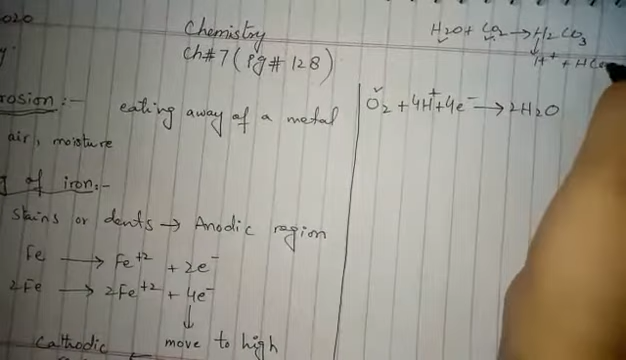 2020
Chemistry
Ch#7 (Pg# 128)
rosion:- eating away of a metal
air, moisture
g of iron:-
stains or dents → Anodic region
Fe → Fe+2 + 2e-
2Fe → 2Fe+2 + 4e-
↓
Cathodic ← move to high
H2O + CO2 → H2CO3
↓
H+ + HCO
O2 + 4H+ + 4e- → 2H2O